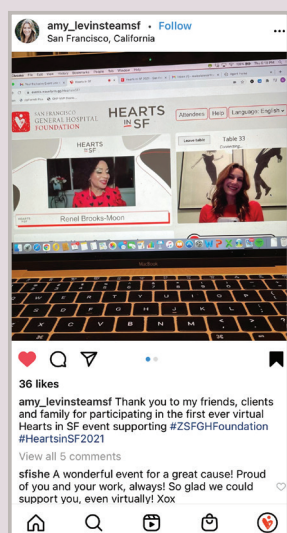 amy_levinsteamsf • Follow
San Francisco, California
SAN FRANCISCO
GENERAL HOSPITAL
FOUNDATION
HEARTS
IN SF
Attendees Help Language: English
HEARTS
IN SF
Leave table
Table 33
Renel Brooks-Moon
MacBook
36 likes
amy_levinsteamsf Thank you to my friends, clients
and family for participating in the first ever virtual
Hearts in SF event supporting #ZSFGHFoundation
#HeartsinSF2021
View all 5 comments
sfishe A wonderful event for a great cause! Proud
of you and your work, always! So glad we could
support you, even virtually! Xox